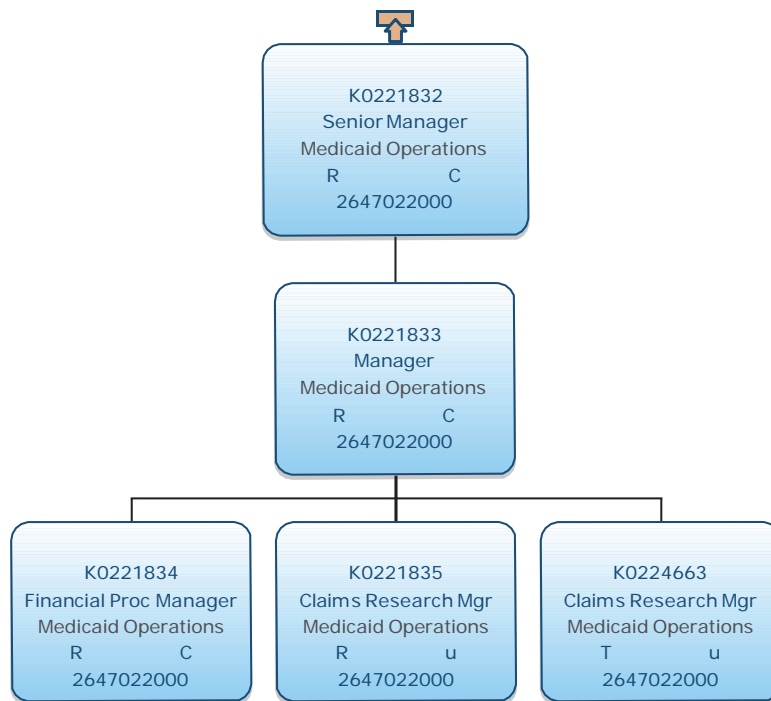 K0221832
Senior Manager
Medicaid Operations
R C
2647022000
K0221833
Manager
Medicaid Operations
R C
2647022000
K0221834
Financial Proc Manager
Medicaid Operations
R C
2647022000
K0221835
Claims Research Mgr
Medicaid Operations
R u
2647022000
K0224663
Claims Research Mgr
Medicaid Operations
T u
2647022000